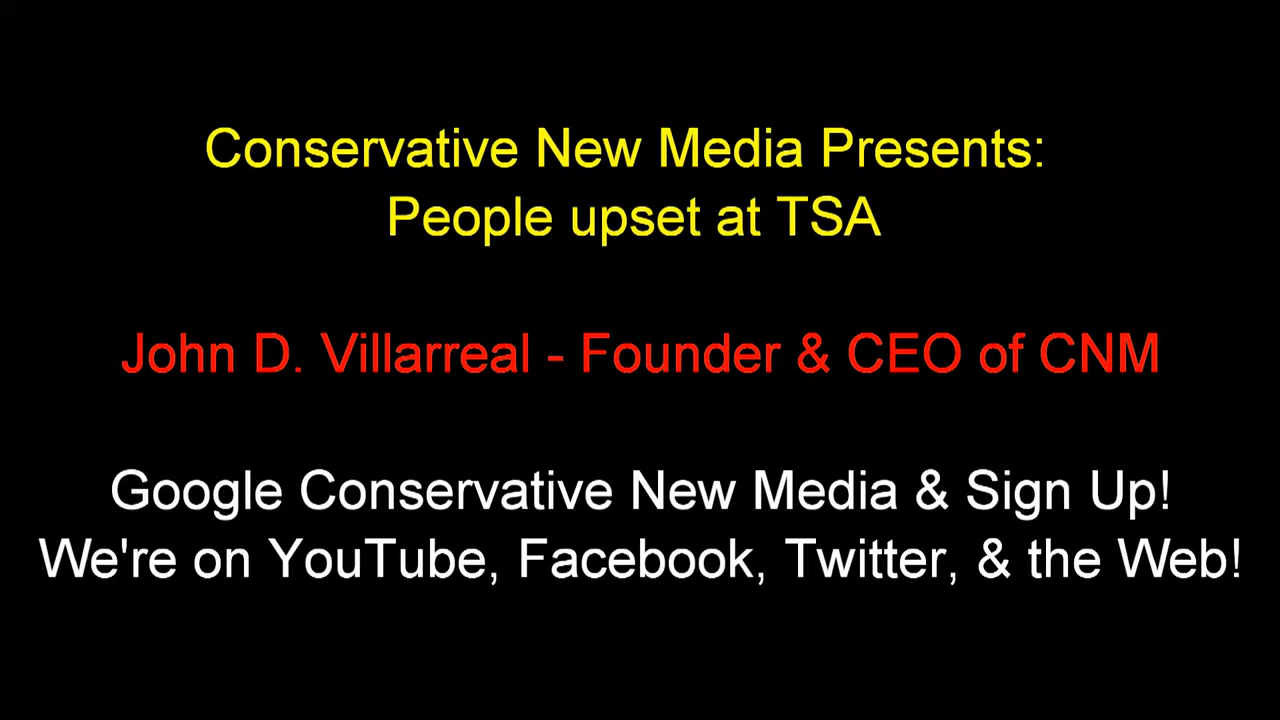 Conservative New Media Presents:
People upset at TSA
John D. Villarreal - Founder & CEO of CNM
Google Conservative New Media & Sign Up!
We're on YouTube, Facebook, Twitter, & the Web!